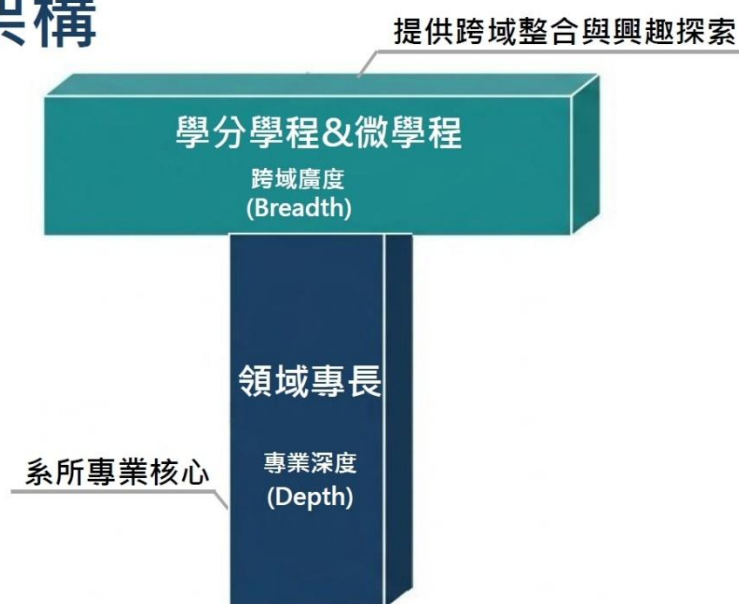 架構
提供跨域整合與興趣探索
學分學程&微學程
跨域廣度
(Breadth)
領域專長
專業深度
(Depth)
系所專業核心